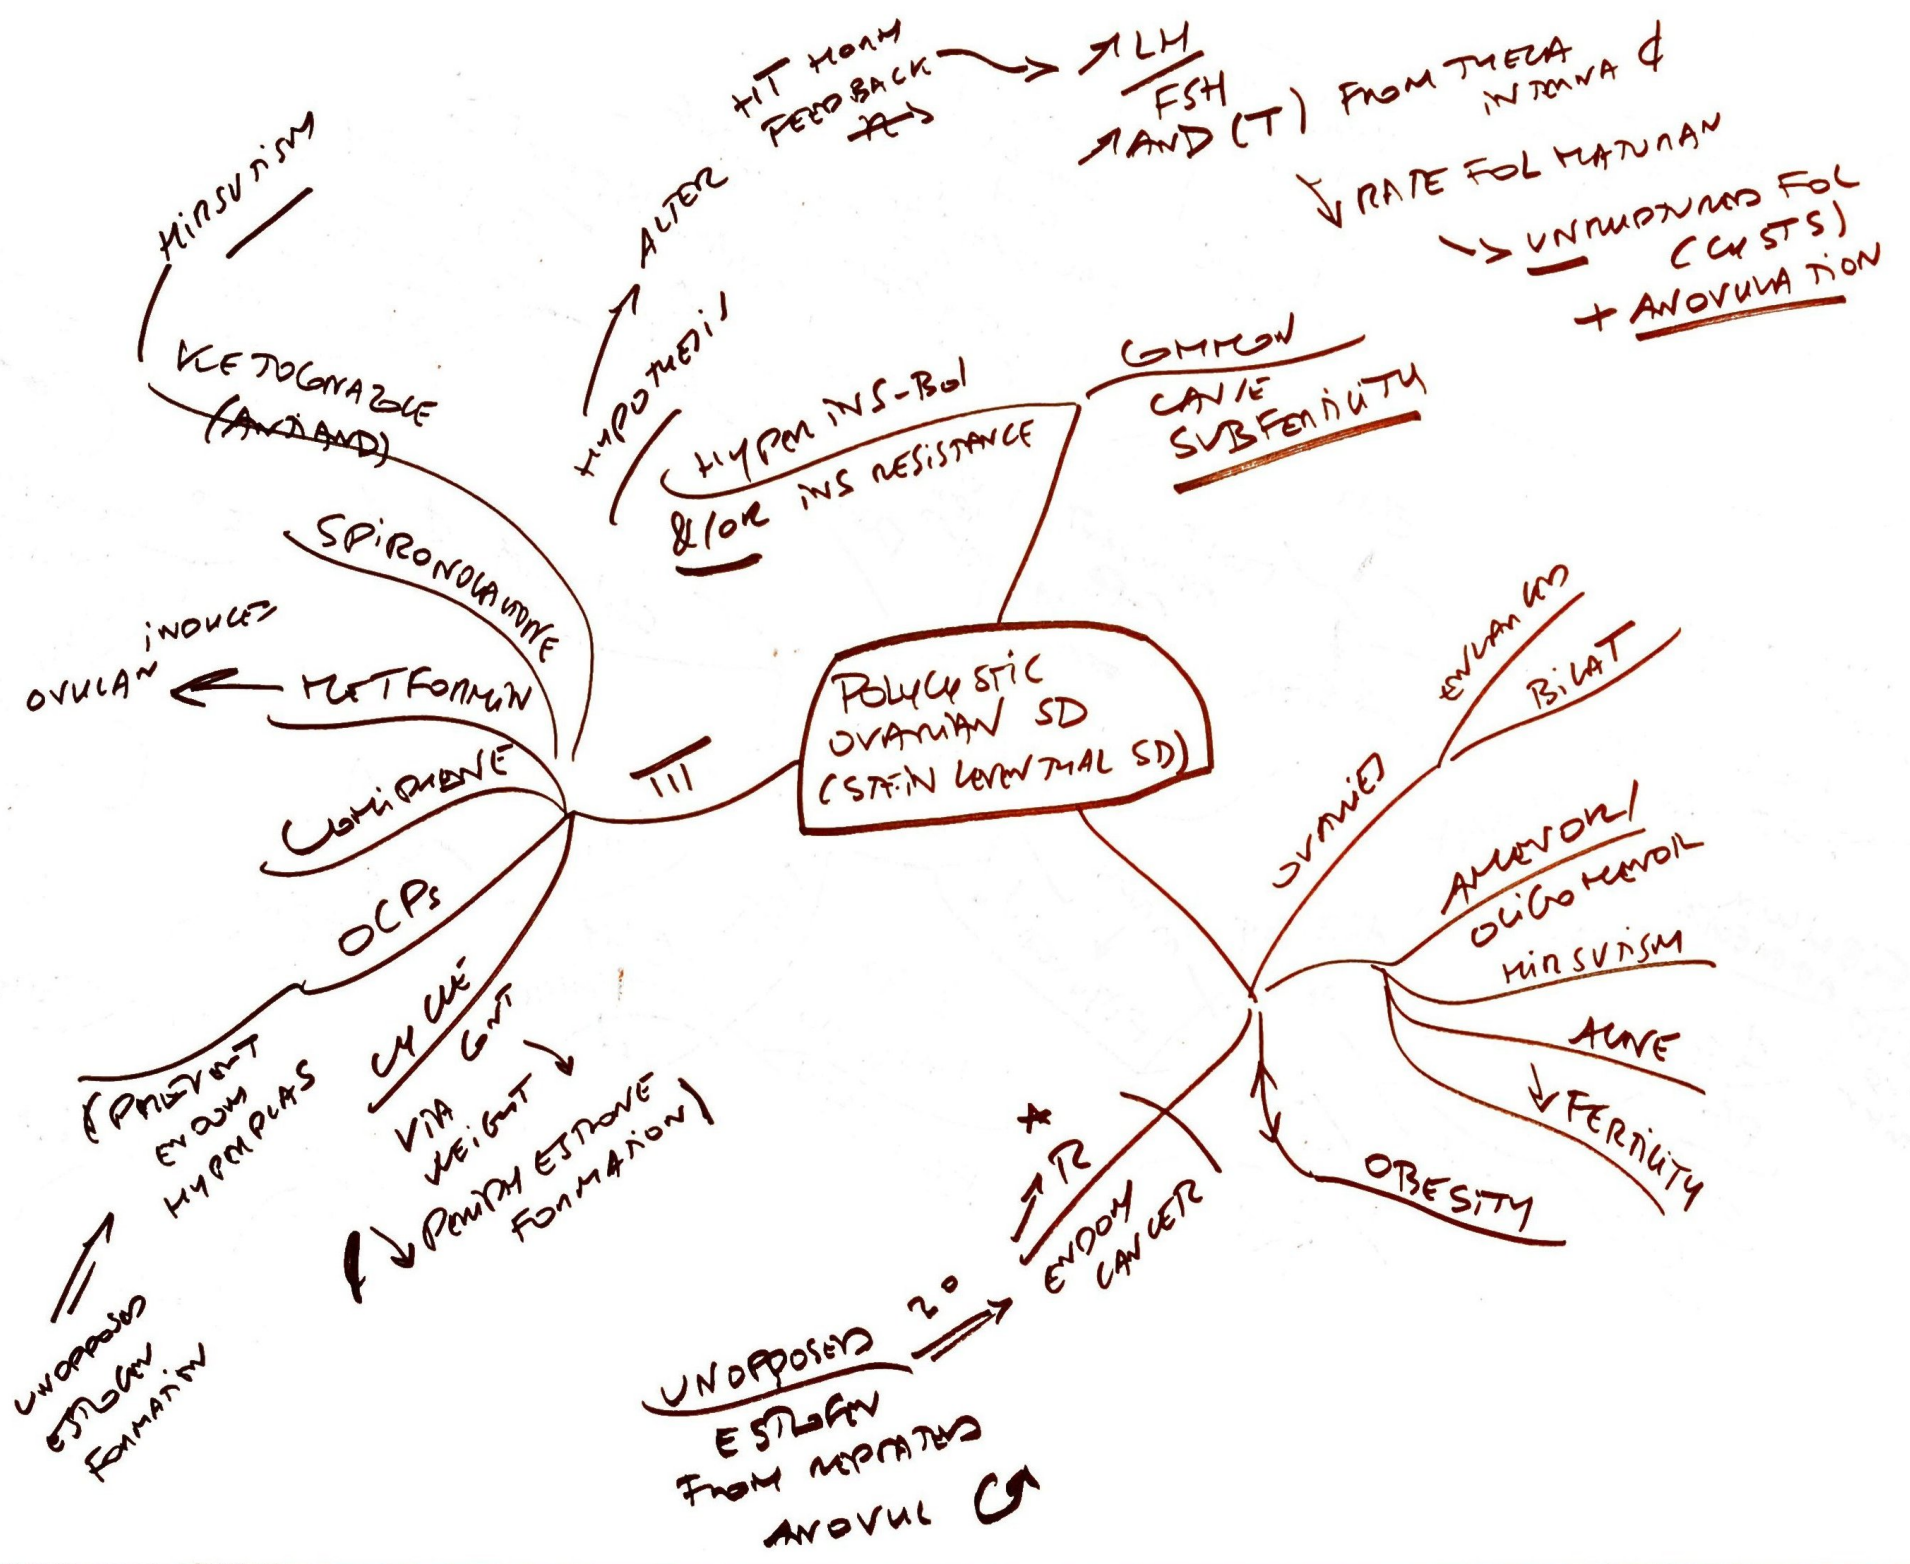 POLYCYSTIC
OVARIAN SD
(STEIN LEVENTHAL SD)
COMMON
CAUSE
SUBFERTILITY
HYPER INS-BOL
&/OR INS RESISTANCE
HYPOTHESIS
ALTER
HT HORM
FEEDBACK
↗ LH
FSH
↗ AND (T) FROM THECA
INTERNA ¢
↓ RATE FOL MATURAN
→ UNRUPTURED FOL
(CYSTS)
+ ANOVULATION
OVARIES
ENLARGED
BILAT
AMENOR/
OLIGOMENOR
HIRSUTISM
ACNE
↓ FERTILITY
OBESITY
* ↗ R
ENDOM
CANCER
2°
UNOPPOSED
ESTROGEN
FROM REPEATED
ANOVUL
HIRSUTISM
KETOCONAZOLE
(ANTIAND)
SPIRONOLACTONE
METFORMIN
INDUCES
OVULAN
CLOMIPHENE
OCPs
(PREVENT
ENDOM
HYPERPLAS
UNOPPOSED
ESTROGEN
FORMATION
CYCLE
CONT
VIA
WEIGHT ↓
(↓ PERIPH ESTRONE
FORMATION)